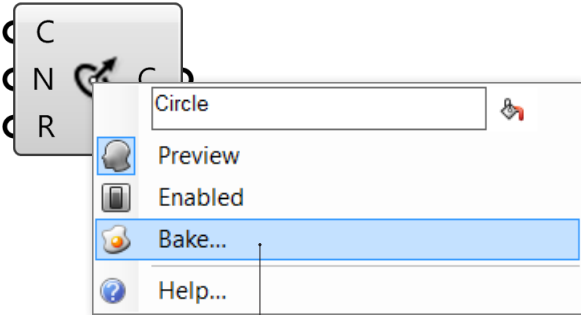 C
N C
R
Circle
Preview
Enabled
Bake...
Help...